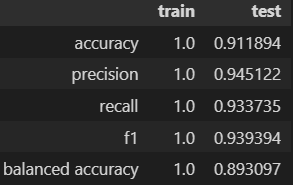 train test
accuracy 1.0 0.911894
precision 1.0 0.945122
recall 1.0 0.933735
f1 1.0 0.939394
balanced accuracy 1.0 0.893097